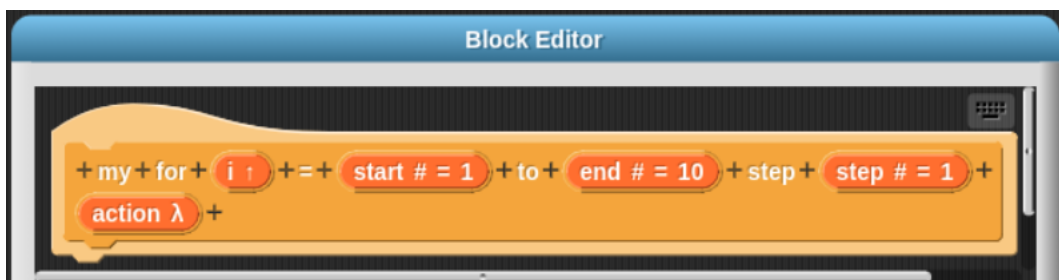 Block Editor
+ my + for + i ↑ + = + start # = 1 + to + end # = 10 + step + step # = 1 +
action λ +